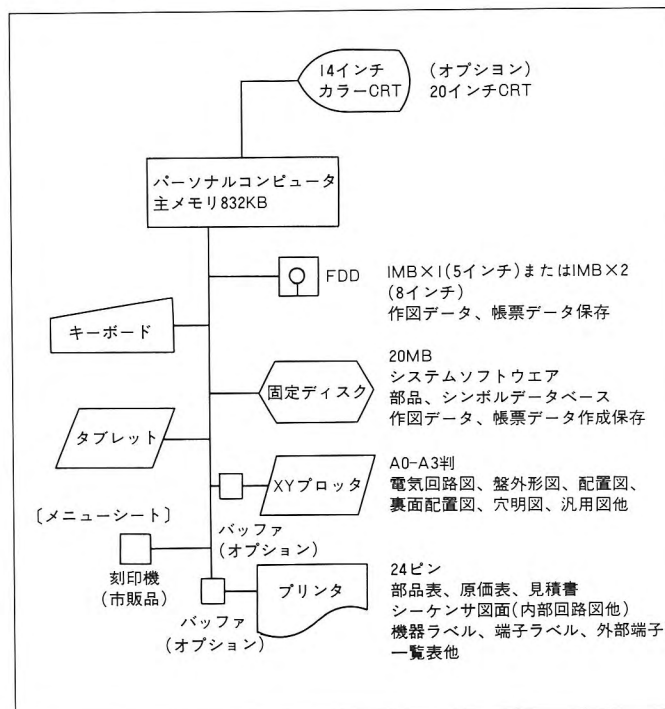 14インチ
カラーCRT
(オプション)
20インチCRT
パーソナルコンピュータ
主メモリ832KB
FDD
1MB×1(5インチ)または1MB×2
(8インチ)
作図データ、帳票データ保存
キーボード
固定ディスク
20MB
システムソフトウエア
部品、シンボルデータベース
作図データ、帳票データ作成保存
タブレット
〔メニューシート〕
XYプロッタ
A0-A3判
電気回路図、盤外形図、配置図、
裏面配置図、穴明図、汎用図他
バッファ
(オプション)
刻印機
(市販品)
バッファ
(オプション)
プリンタ
24ピン
部品表、原価表、見積書
シーケンサ図面(内部回路図他)
機器ラベル、端子ラベル、外部端子
一覧表他